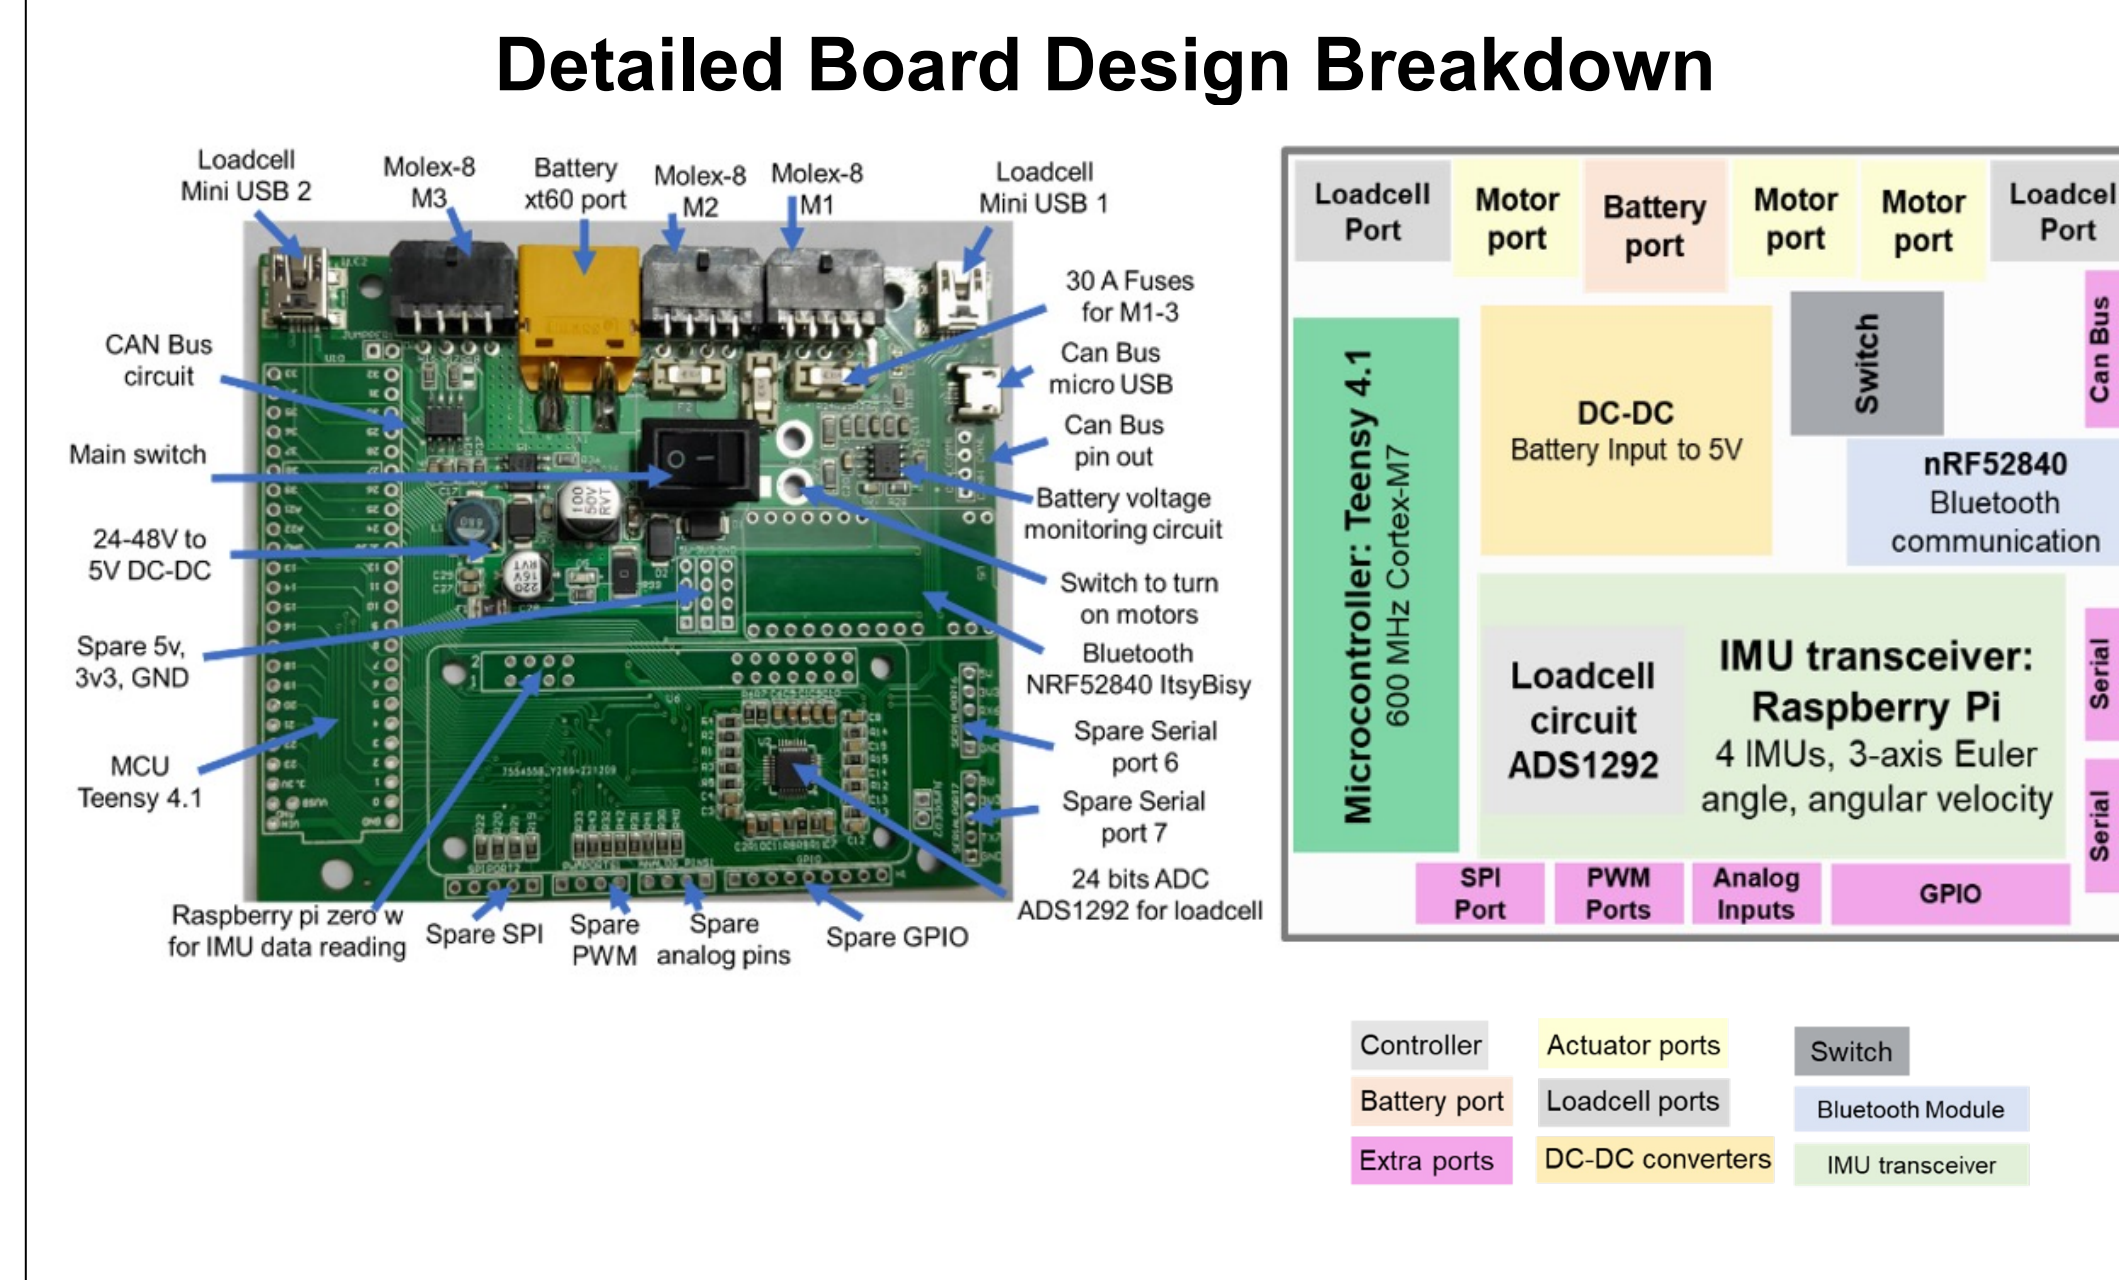 Detailed Board Design Breakdown
Loadcell
Mini USB 2
Molex-8
M3
Battery
xt60 port
Molex-8
M2
Molex-8
M1
Loadcell
Mini USB 1
30 A Fuses
for M1-3
CAN Bus
circuit
Can Bus
micro USB
Can Bus
pin out
Main switch
Battery voltage
monitoring circuit
24-48V to
5V DC-DC
Switch to turn
on motors
Spare 5v,
3v3, GND
Bluetooth
NRF52840 ItsyBisy
Spare Serial
port 6
MCU
Teensy 4.1
Spare Serial
port 7
24 bits ADC
ADS1292 for loadcell
Raspberry pi zero w
for IMU data reading
Spare SPI
Spare
PWM
Spare
analog pins
Spare GPIO
100
50V
RVT
220
16V
RVT
7554558_Y266-221209
GPIO
Loadcell
Port
Motor
port
Battery
port
Motor
port
Motor
port
Loadcel
Port
Microcontroller: Teensy 4.1
600 MHz Cortex-M7
DC-DC
Battery Input to 5V
Switch
Can Bus
nRF52840
Bluetooth
communication
Loadcell
circuit
ADS1292
IMU transceiver:
Raspberry Pi
4 IMUs, 3-axis Euler
angle, angular velocity
Serial
Serial
SPI
Port
PWM
Ports
Analog
Inputs
GPIO
Controller
Actuator ports
Switch
Battery port
Loadcell ports
Bluetooth Module
Extra ports
DC-DC converters
IMU transceiver